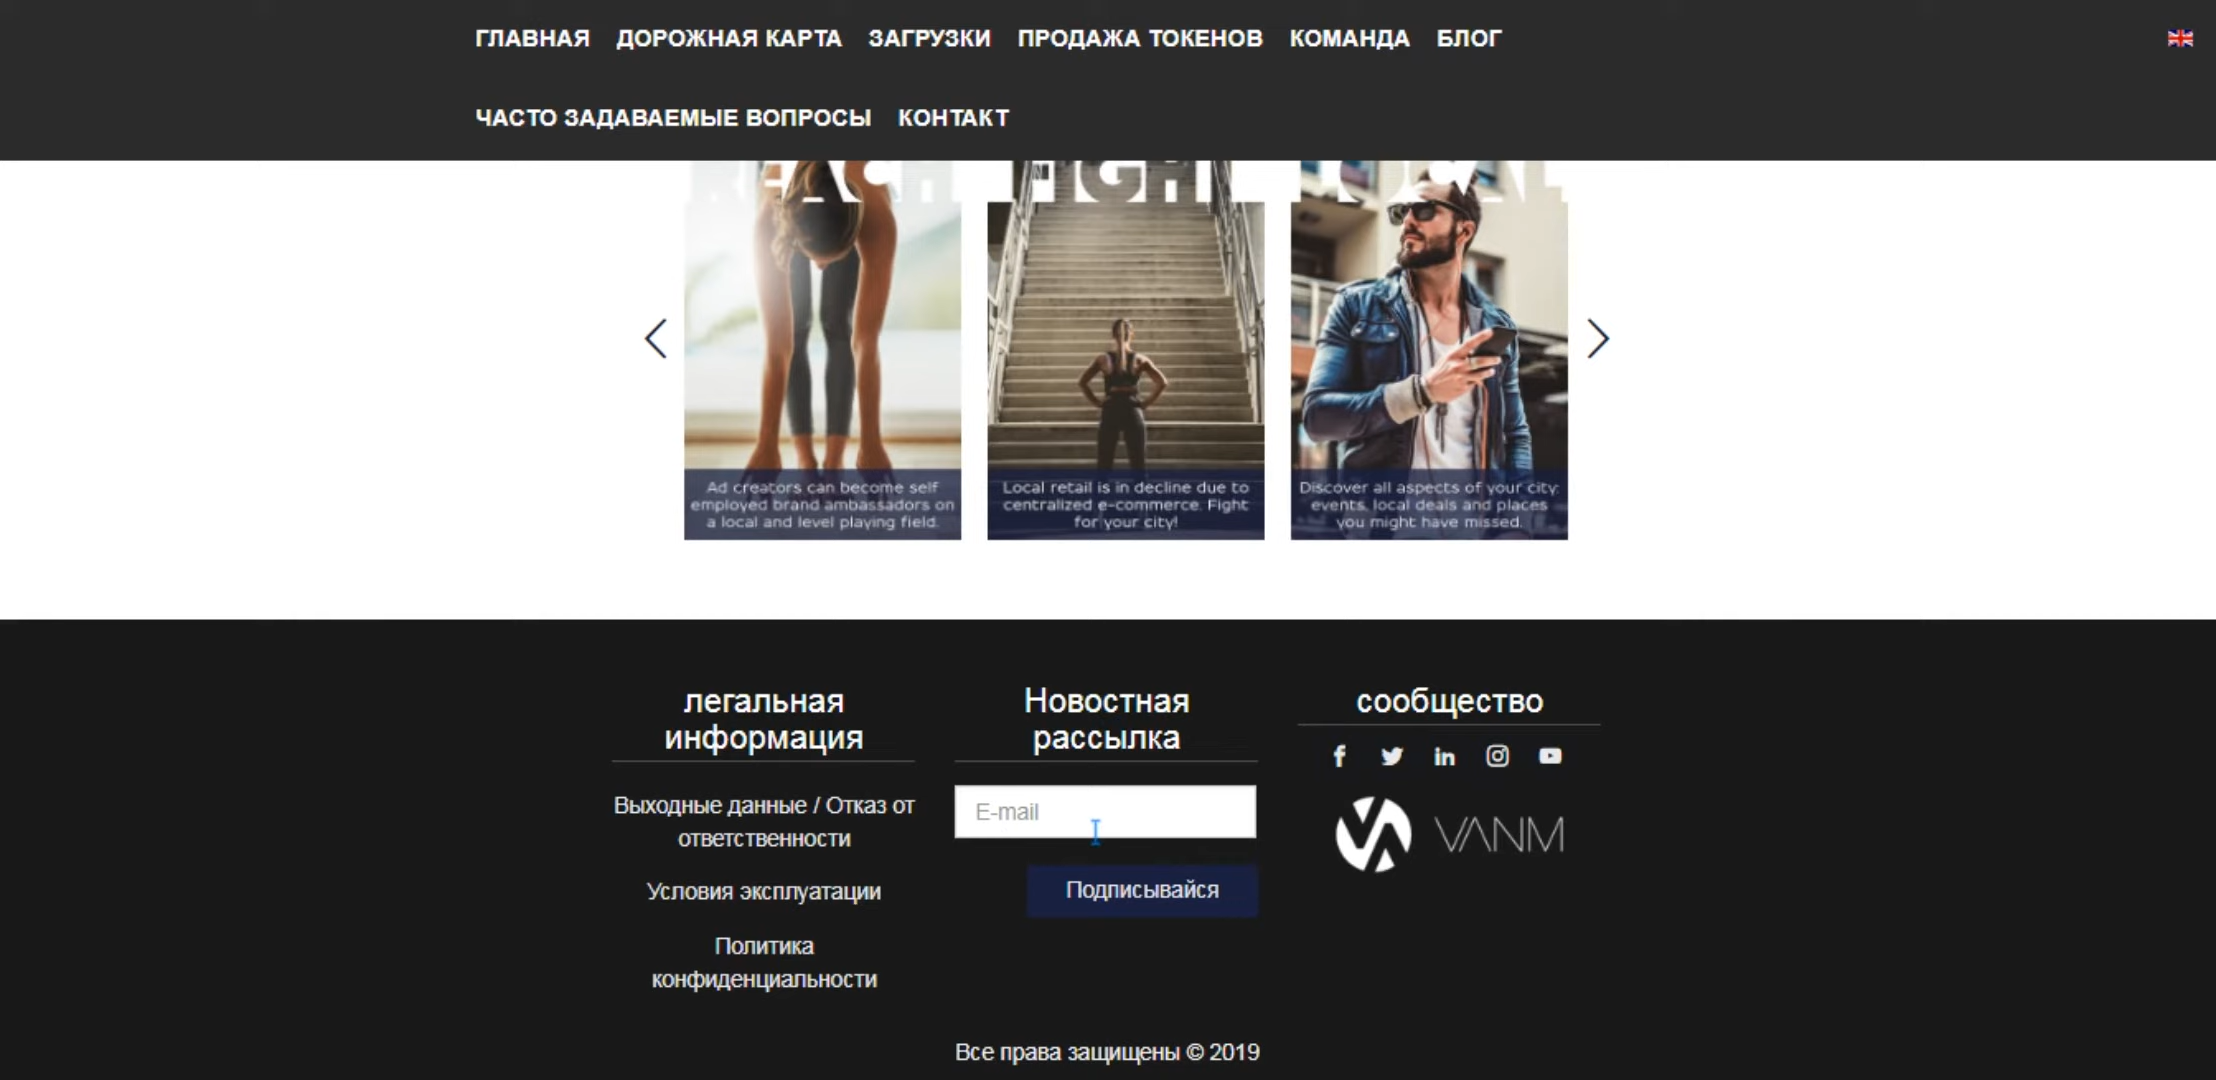 ГЛАВНАЯ ДОРОЖНАЯ КАРТА ЗАГРУЗКИ ПРОДАЖА ТОКЕНОВ КОМАНДА БЛОГ
ЧАСТО ЗАДАВАЕМЫЕ ВОПРОСЫ КОНТАКТ
REACH FIGHT LOCAL
Ad creators can become self
employed brand ambassadors on
a local and level playing field.
Local retail is in decline due to
centralized e-commerce. Fight
for your city!
Discover all aspects of your city:
events, local deals and places
you might have missed.
легальная
информация
Выходные данные / Отказ от
ответственности
Условия эксплуатации
Политика
конфиденциальности
Новостная
рассылка
E-mail
Подписывайся
сообщество
VANM
Все права защищены © 2019